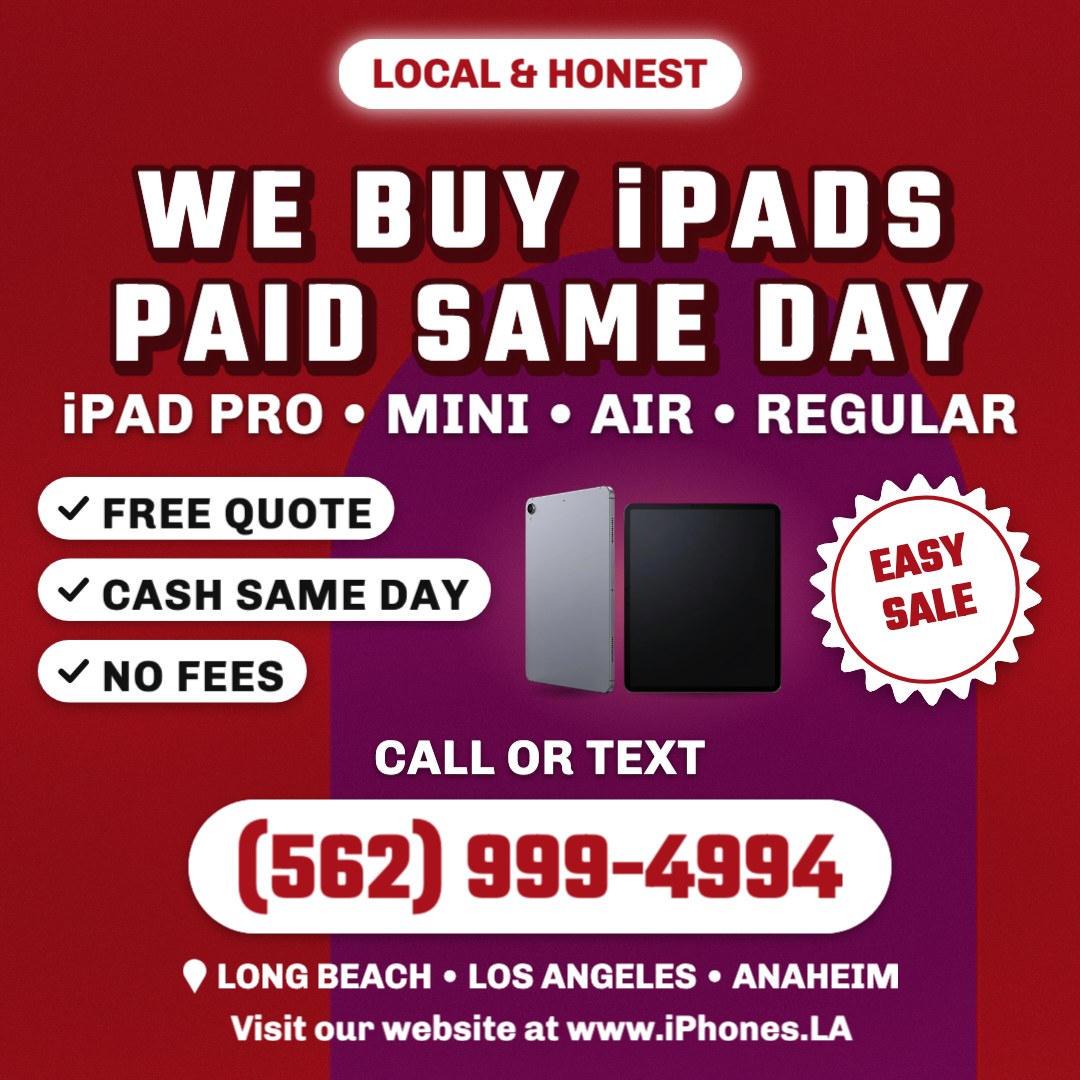 LOCAL & HONEST
WE BUY iPADS
PAID SAME DAY
iPAD PRO • MINI • AIR • REGULAR
✓ FREE QUOTE
✓ CASH SAME DAY
✓ NO FEES
EASY
SALE
CALL OR TEXT
(562) 999-4994
LONG BEACH • LOS ANGELES • ANAHEIM
Visit our website at www.iPhones.LA